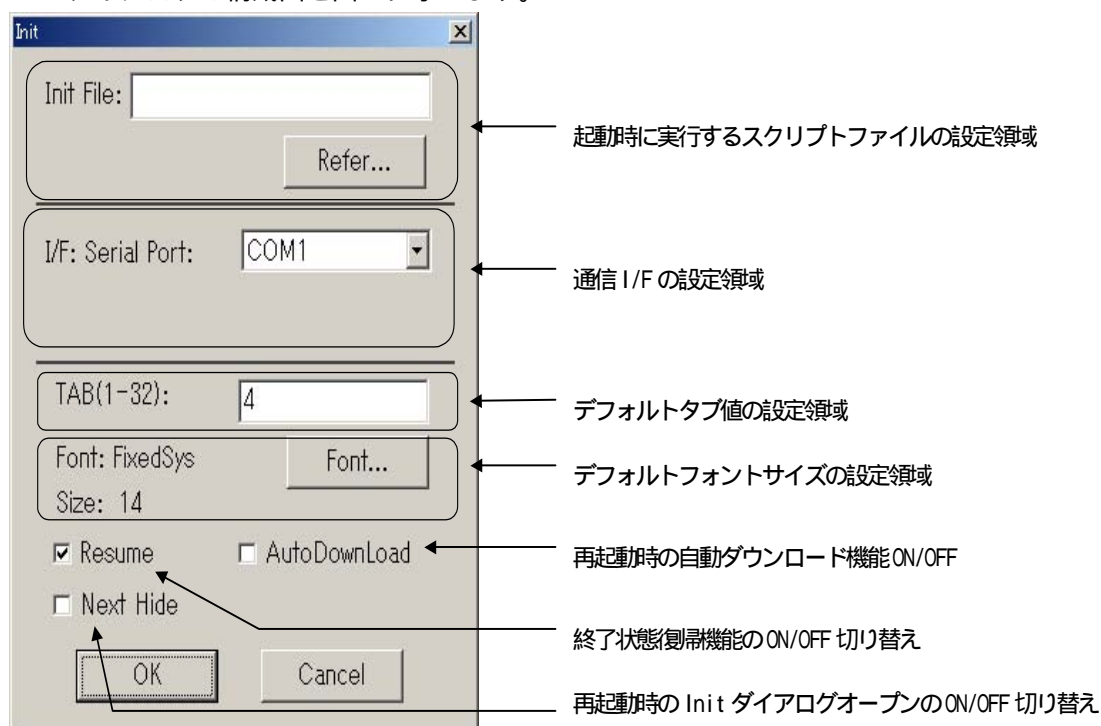 Init
Init File:
起動時に実行するスクリプトファイルの設定領域
Refer...
I/F: Serial Port:
COM1
通信 I/F の設定領域
TAB(1-32):
4
デフォルトタブ値の設定領域
Font: FixedSys
Font...
デフォルトフォントサイズの設定領域
Size: 14
Resume
AutoDownLoad
再起動時の自動ダウンロード機能 ON/OFF
Next Hide
終了状態復帰機能の ON/OFF 切り替え
OK
Cancel
再起動時の Init ダイアログオープンの ON/OFF 切り替え